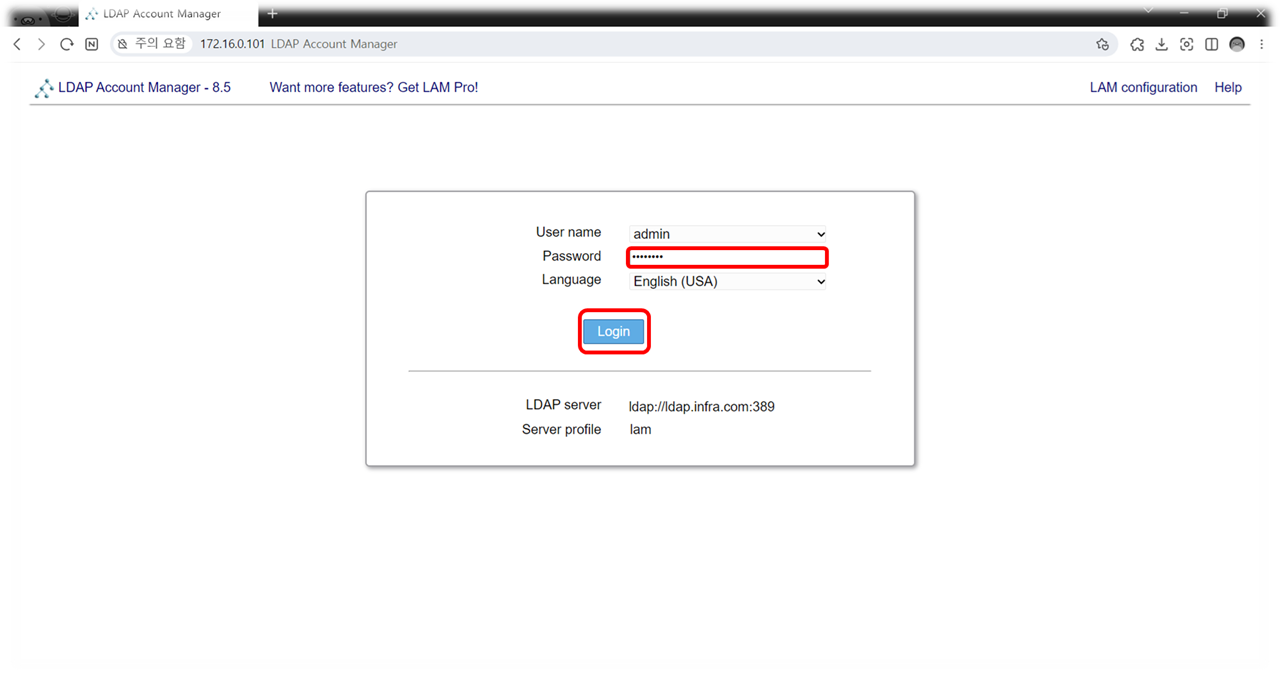 LDAP Account Manager
주의 요함 172.16.0.101 LDAP Account Manager
LDAP Account Manager - 8.5 Want more features? Get LAM Pro! LAM configuration Help
User name admin
Password ••••••••
Language English (USA)
Login
LDAP server ldap://ldap.infra.com:389
Server profile lam